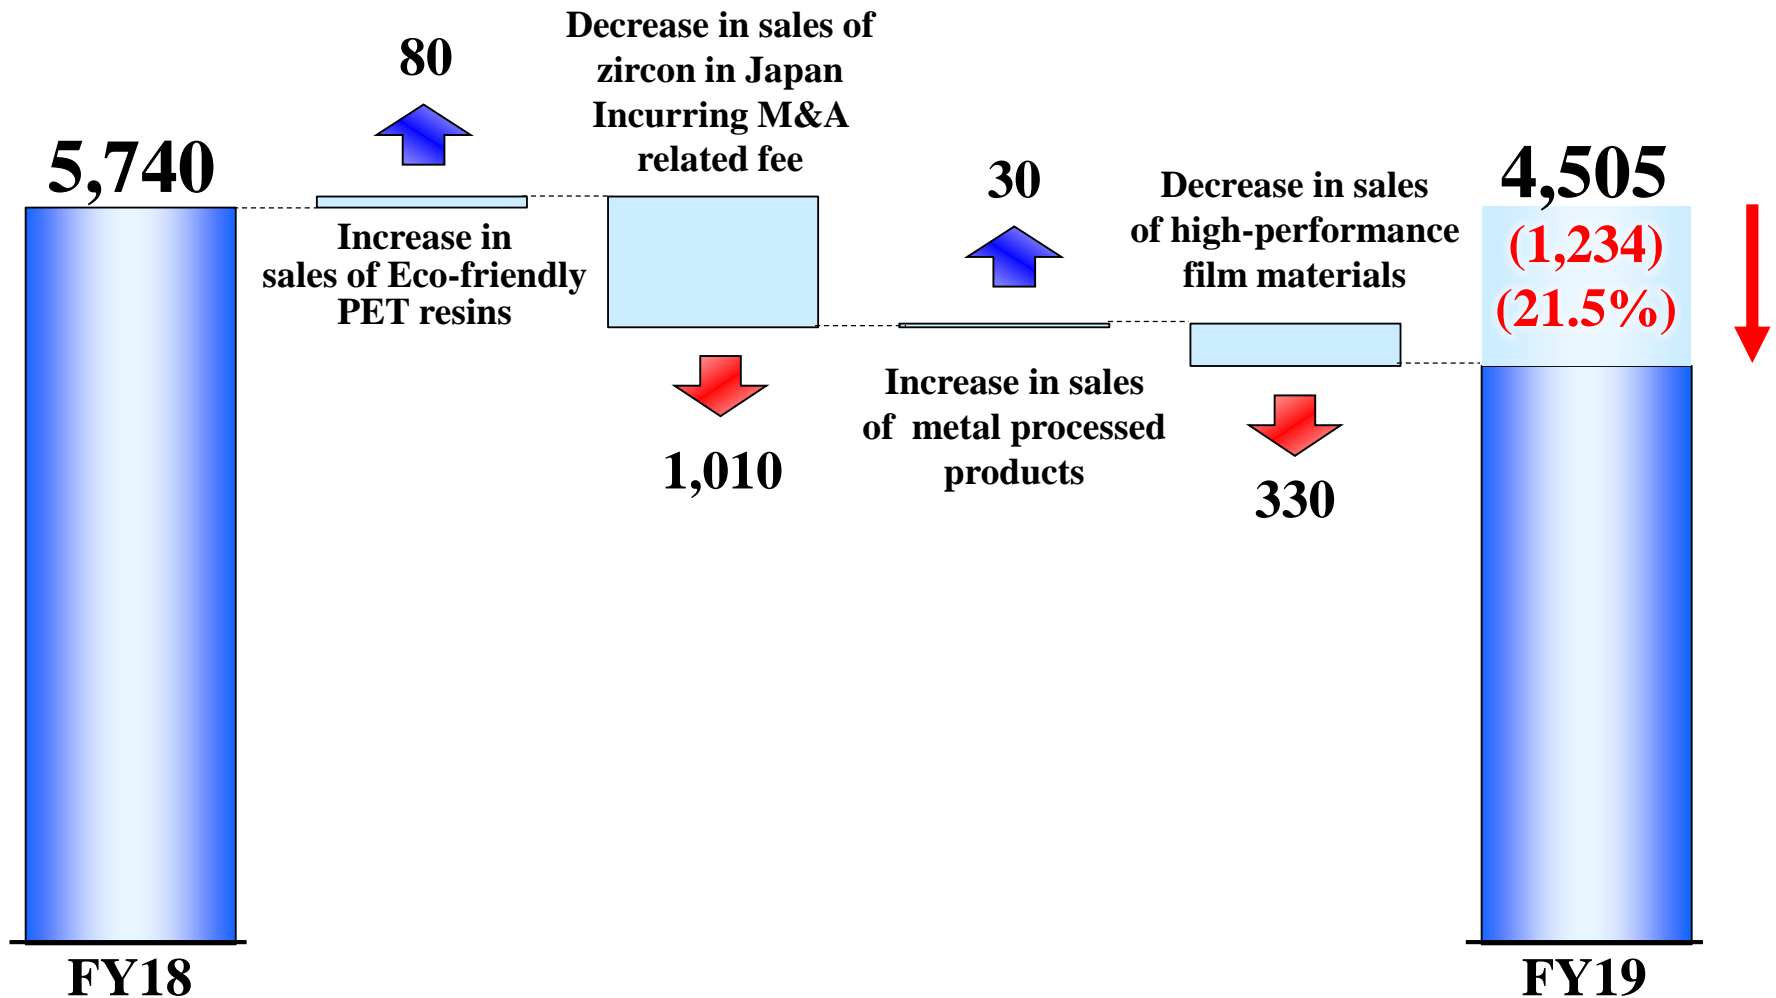 5,740
FY18
80
Increase in
sales of Eco-friendly
PET resins
Decrease in sales of
zircon in Japan
Incurring M&A
related fee
1,010
30
Increase in sales
of metal processed
products
Decrease in sales
of high-performance
film materials
330
4,505
(1,234)
(21.5%)
FY19